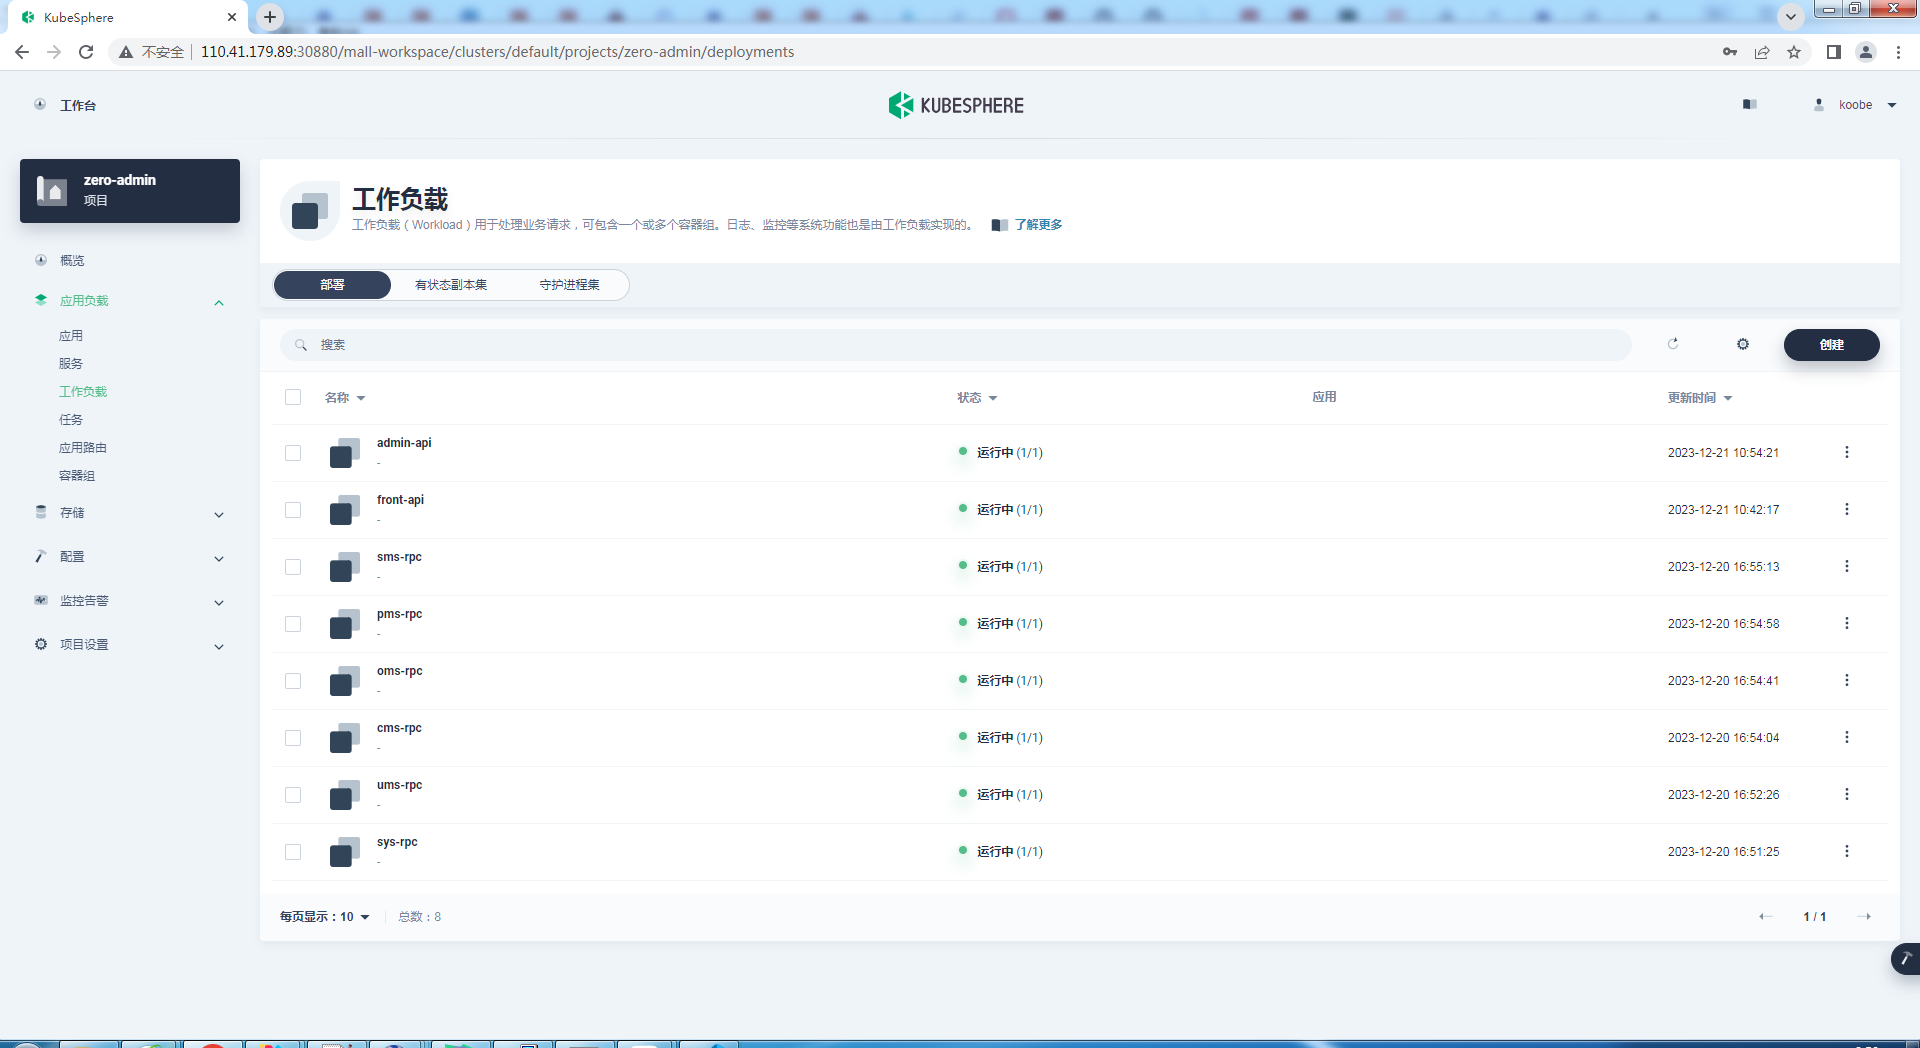 KubeSphere
不安全
110.41.179.89:30880/mall-workspace/clusters/default/projects/zero-admin/deployments
工作台
KUBESPHERE
koobe
zero-admin
项目
概览
应用负载
应用
服务
工作负载
任务
应用路由
容器组
存储
配置
监控告警
项目设置
工作负载
工作负载（Workload）用于处理业务请求，可包含一个或多个容器组。日志、监控等系统功能也是由工作负载实现的。 了解更多
部署 有状态副本集 守护进程集
搜索 创建
名称 状态 应用 更新时间
admin-api
-
运行中 (1/1) 2023-12-21 10:54:21
front-api
-
运行中 (1/1) 2023-12-21 10:42:17
sms-rpc
-
运行中 (1/1) 2023-12-20 16:55:13
pms-rpc
-
运行中 (1/1) 2023-12-20 16:54:58
oms-rpc
-
运行中 (1/1) 2023-12-20 16:54:41
cms-rpc
-
运行中 (1/1) 2023-12-20 16:54:04
ums-rpc
-
运行中 (1/1) 2023-12-20 16:52:26
sys-rpc
-
运行中 (1/1) 2023-12-20 16:51:25
每页显示：10 总数：8 1 / 1